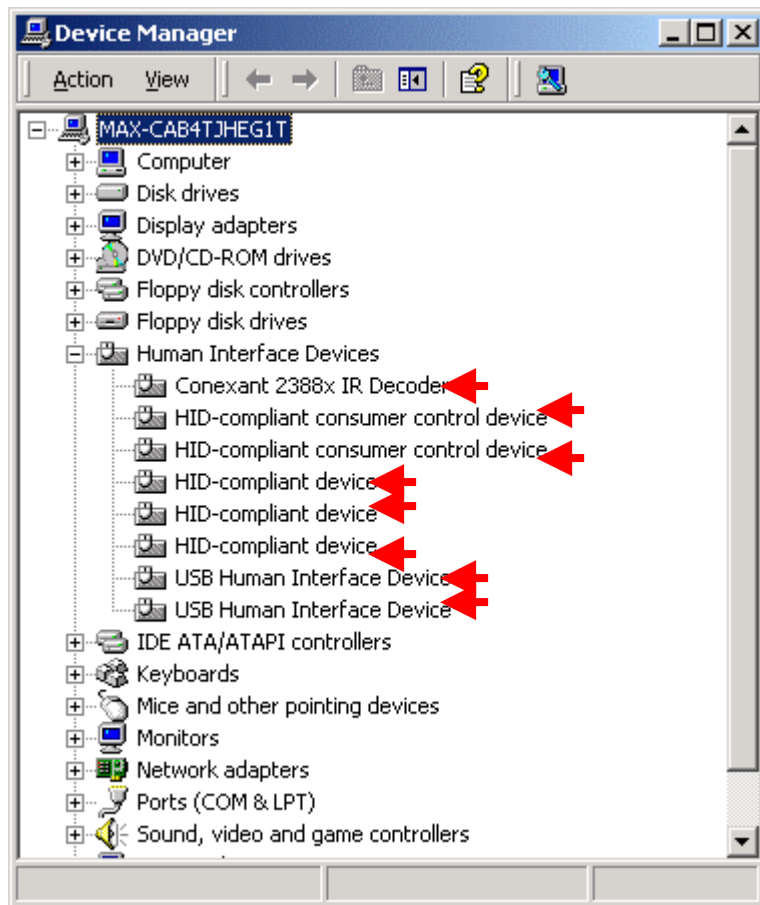 Device Manager
Action View
MAX-CAB4TJHEG1T
Computer
Disk drives
Display adapters
DVD/CD-ROM drives
Floppy disk controllers
Floppy disk drives
Human Interface Devices
Conexant 2388x IR Decoder
HID-compliant consumer control device
HID-compliant consumer control device
HID-compliant device
HID-compliant device
HID-compliant device
USB Human Interface Device
USB Human Interface Device
IDE ATA/ATAPI controllers
Keyboards
Mice and other pointing devices
Monitors
Network adapters
Ports (COM & LPT)
Sound, video and game controllers